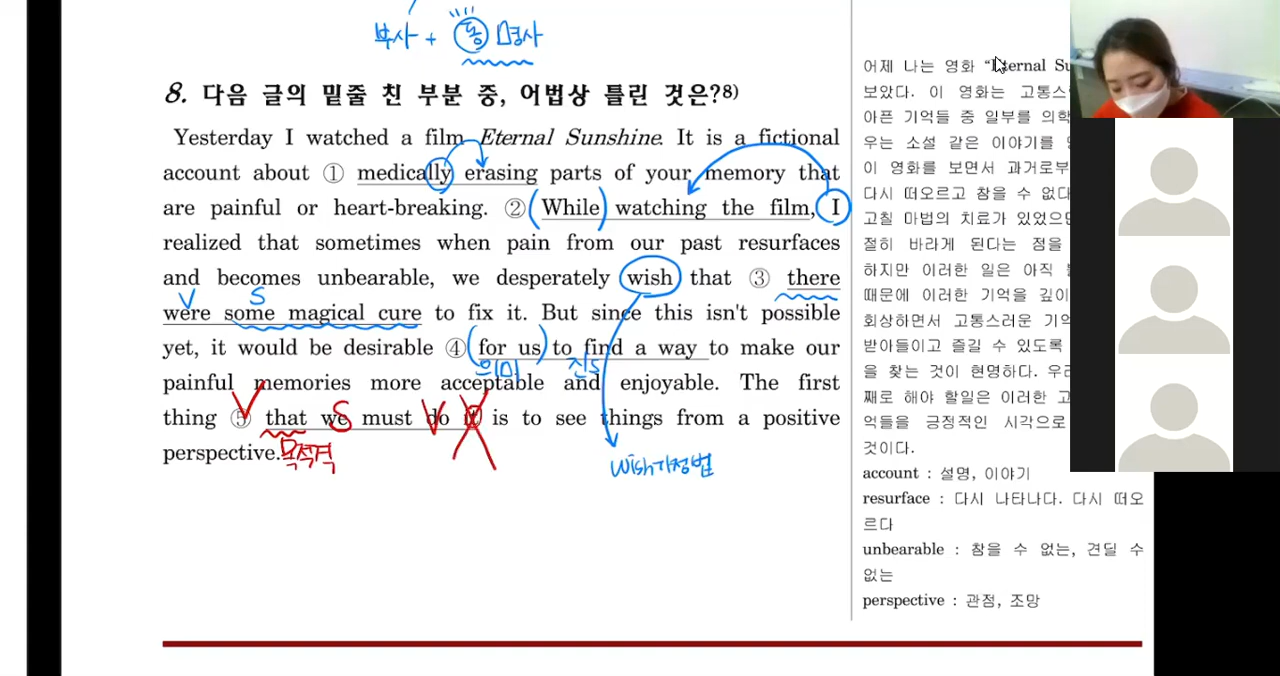 부사 + 동명사
8. 다음 글의 밑줄 친 부분 중, 어법상 틀린 것은?8)
Yesterday I watched a film Eternal Sunshine. It is a fictional
account about ① medically erasing parts of your memory that
are painful or heart-breaking. ② While watching the film, I
realized that sometimes when pain from our past resurfaces
and becomes unbearable, we desperately wish that ③ there
V S
were some magical cure to fix it. But since this isn't possible
yet, it would be desirable ④ for us to find a way to make our
의미 진S
painful memories more acceptable and enjoyable. The first
thing ⑤ that we must do it is to see things from a positive
S V
perspective.
목적격
wish가정법
어제 나는 영화 “Eternal Su
보았다. 이 영화는 고통스
아픈 기억들 중 일부를 의학
우는 소설 같은 이야기를
이 영화를 보면서 과거로부
다시 떠오르고 참을 수 없다
고칠 마법의 치료가 있었으면
절히 바라게 된다는 점을
하지만 이러한 일은 아직
때문에 이러한 기억을 깊이
회상하면서 고통스러운 기억
받아들이고 즐길 수 있도록
을 찾는 것이 현명하다. 우리
째로 해야 할일은 이러한 고
억들을 긍정적인 시각으로
것이다.
account : 설명, 이야기
resurface : 다시 나타나다. 다시 떠오
르다
unbearable : 참을 수 없는, 견딜 수
없는
perspective : 관점, 조망